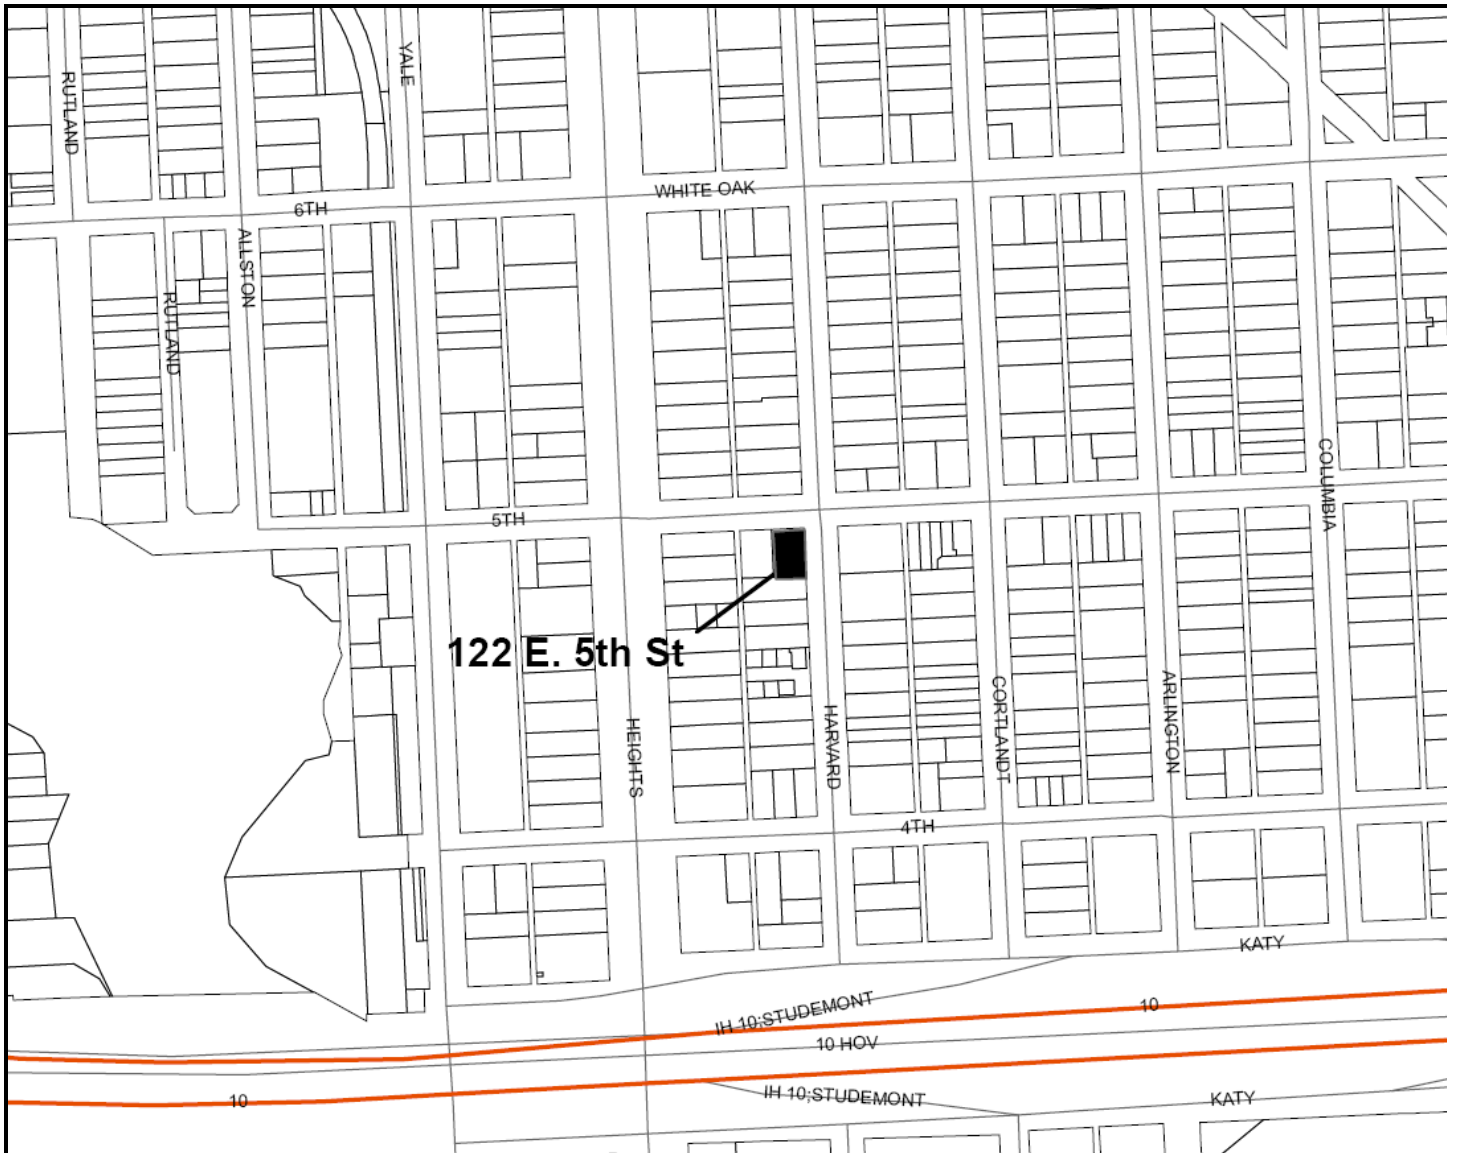 YALE
RUTLAND
WHITE OAK
6TH
ALLSTON
RUTLAND
COLUMBIA
5TH
122 E. 5th St
CORTLANDT
ARLINGTON
HARVARD
HEIGHTS
4TH
KATY
IH 10;STUDEMONT
10
10 HOV
IH 10;STUDEMONT
KATY
10